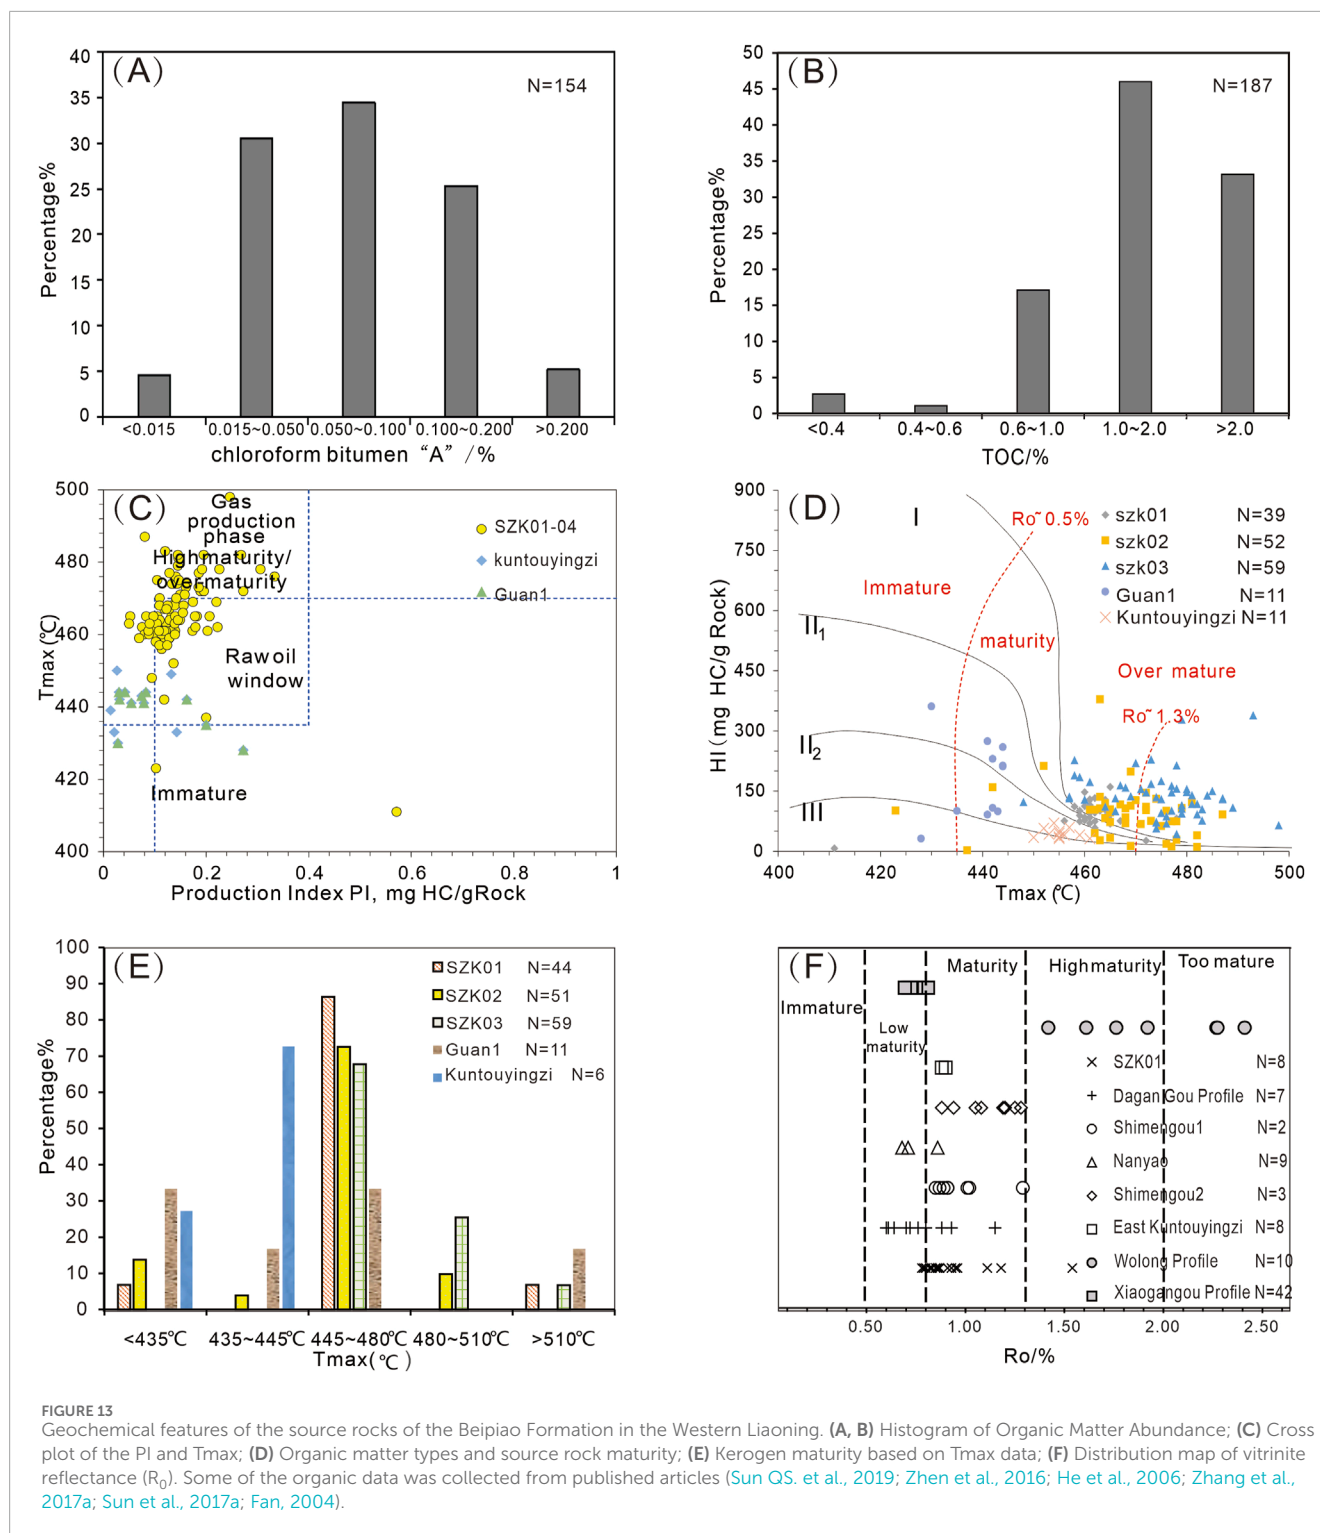 (A)
N=154
40
35
30
25
20
15
10
5
0
Percentage%
<0.015 0.015~0.050 0.050~0.100 0.100~0.200 >0.200
chloroform bitumen “A” /%
(B)
N=187
50
45
40
35
30
25
20
15
10
5
0
Percentage%
<0.4 0.4~0.6 0.6~1.0 1.0~2.0 >2.0
TOC/%
(C)
500
480
460
440
420
400
Tmax(℃)
Gas
production
phase
Highmaturity/
over-maturity
Rawoil
window
Immature
SZK01-04
kuntouyingzi
Guan1
0 0.2 0.4 0.6 0.8 1
Production Index PI, mg HC/gRock
(D)
900
750
600
450
300
150
0
HI(mg HC/g Rock)
I
II1
II2
III
Immature
maturity
Over mature
Ro~0.5%
Ro~1.3%
szk01 N=39
szk02 N=52
szk03 N=59
Guan1 N=11
Kuntouyingzi N=11
400 420 440 460 480 500
Tmax (℃)
(E)
100
90
80
70
60
50
40
30
20
10
0
Percentage%
SZK01 N=44
SZK02 N=51
SZK03 N=59
Guan1 N=11
Kuntouyingzi N=6
<435℃ 435~445℃ 445~480℃ 480~510℃ >510℃
Tmax(℃)
(F)
Immature
Low
maturity
Maturity
Highmaturity
Too mature
SZK01 N=8
Dagan Gou Profile N=7
Shimengou1 N=2
Nanyao N=9
Shimengou2 N=3
East Kuntouyingzi N=8
Wolong Profile N=10
Xiaogangou Profile N=42
0.50 1.00 1.50 2.00 2.50
Ro/%
FIGURE 13
Geochemical features of the source rocks of the Beipiao Formation in the Western Liaoning. (A, B) Histogram of Organic Matter Abundance; (C) Cross
plot of the PI and Tmax; (D) Organic matter types and source rock maturity; (E) Kerogen maturity based on Tmax data; (F) Distribution map of vitrinite
reflectance (R0). Some of the organic data was collected from published articles (Sun QS. et al., 2019; Zhen et al., 2016; He et al., 2006; Zhang et al.,
2017a; Sun et al., 2017a; Fan, 2004).